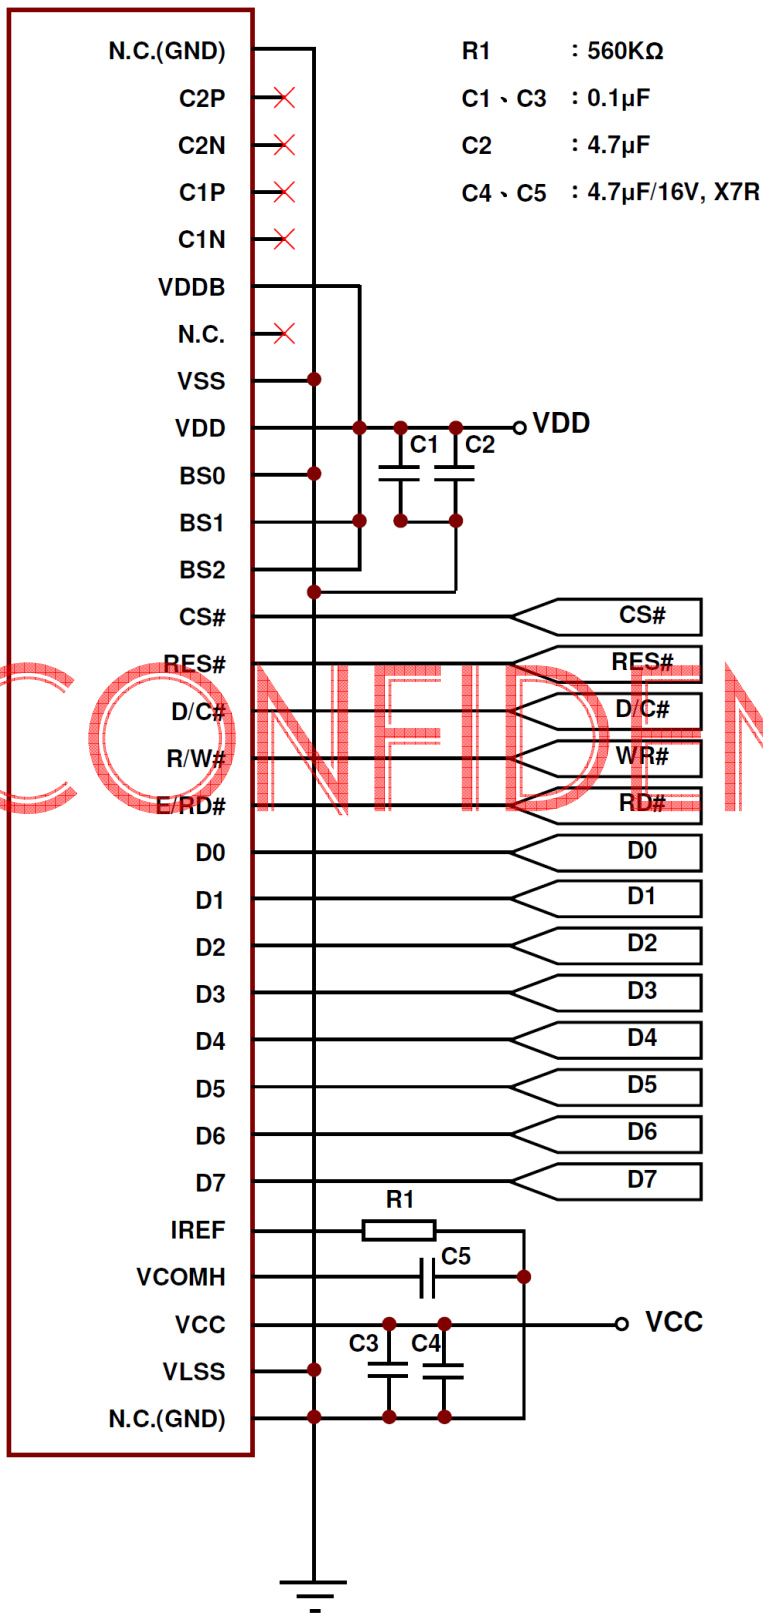 N.C.(GND)
R1 : 560KΩ
C2P
C1、C3 : 0.1μF
C2N
C2 : 4.7μF
C1P
C4、C5 : 4.7μF/16V, X7R
C1N
VDDB
N.C.
VSS
VDD
VDD
C1 C2
BS0
BS1
BS2
CS# CS#
RES# RES#
D/C# D/C#
R/W# WR#
E/RD# RD#
CONFIDEN
D0 D0
D1 D1
D2 D2
D3 D3
D4 D4
D5 D5
D6 D6
D7 D7
R1
IREF
C5
VCOMH
VCC VCC
C3 C4
VLSS
N.C.(GND)